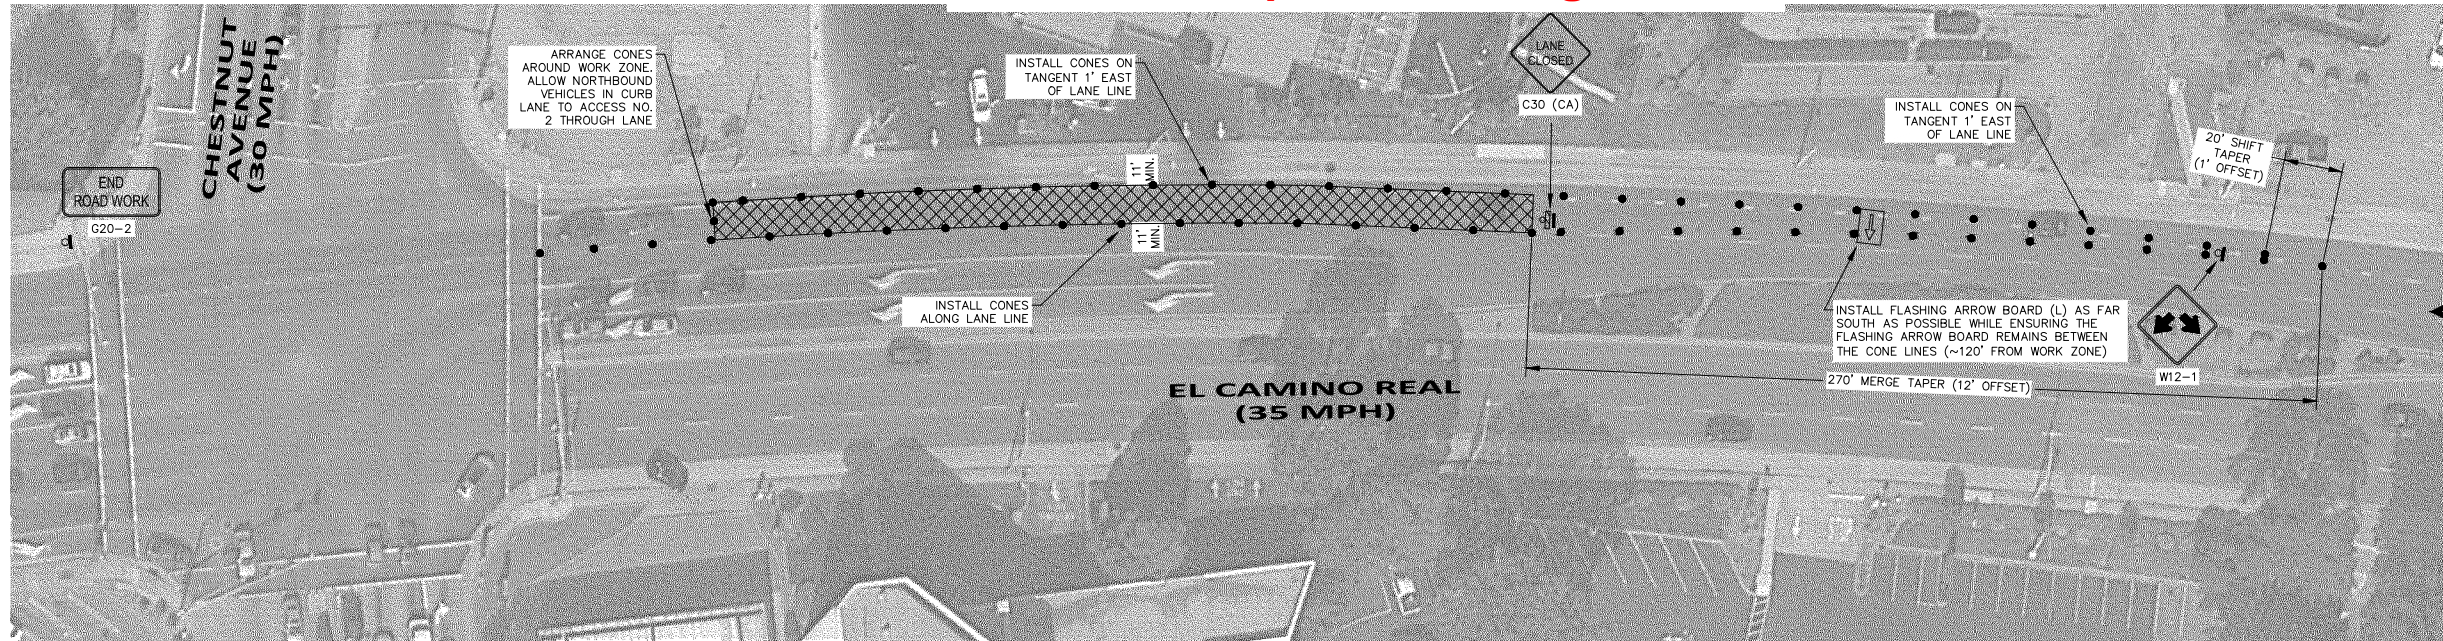 CHESTNUT
AVENUE
(30 MPH)
END
ROAD WORK
G20-2
ARRANGE CONES
AROUND WORK ZONE.
ALLOW NORTHBOUND
VEHICLES IN CURB
LANE TO ACCESS NO.
2 THROUGH LANE
INSTALL CONES ON
TANGENT 1' EAST
OF LANE LINE
11'
MIN.
11'
MIN.
INSTALL CONES
ALONG LANE LINE
LANE
CLOSED
C30 (CA)
INSTALL CONES ON
TANGENT 1' EAST
OF LANE LINE
20' SHIFT
TAPER
(1' OFFSET)
INSTALL FLASHING ARROW BOARD (L) AS FAR
SOUTH AS POSSIBLE WHILE ENSURING THE
FLASHING ARROW BOARD REMAINS BETWEEN
THE CONE LINES (~120' FROM WORK ZONE)
W12-1
270' MERGE TAPER (12' OFFSET)
EL CAMINO REAL
(35 MPH)